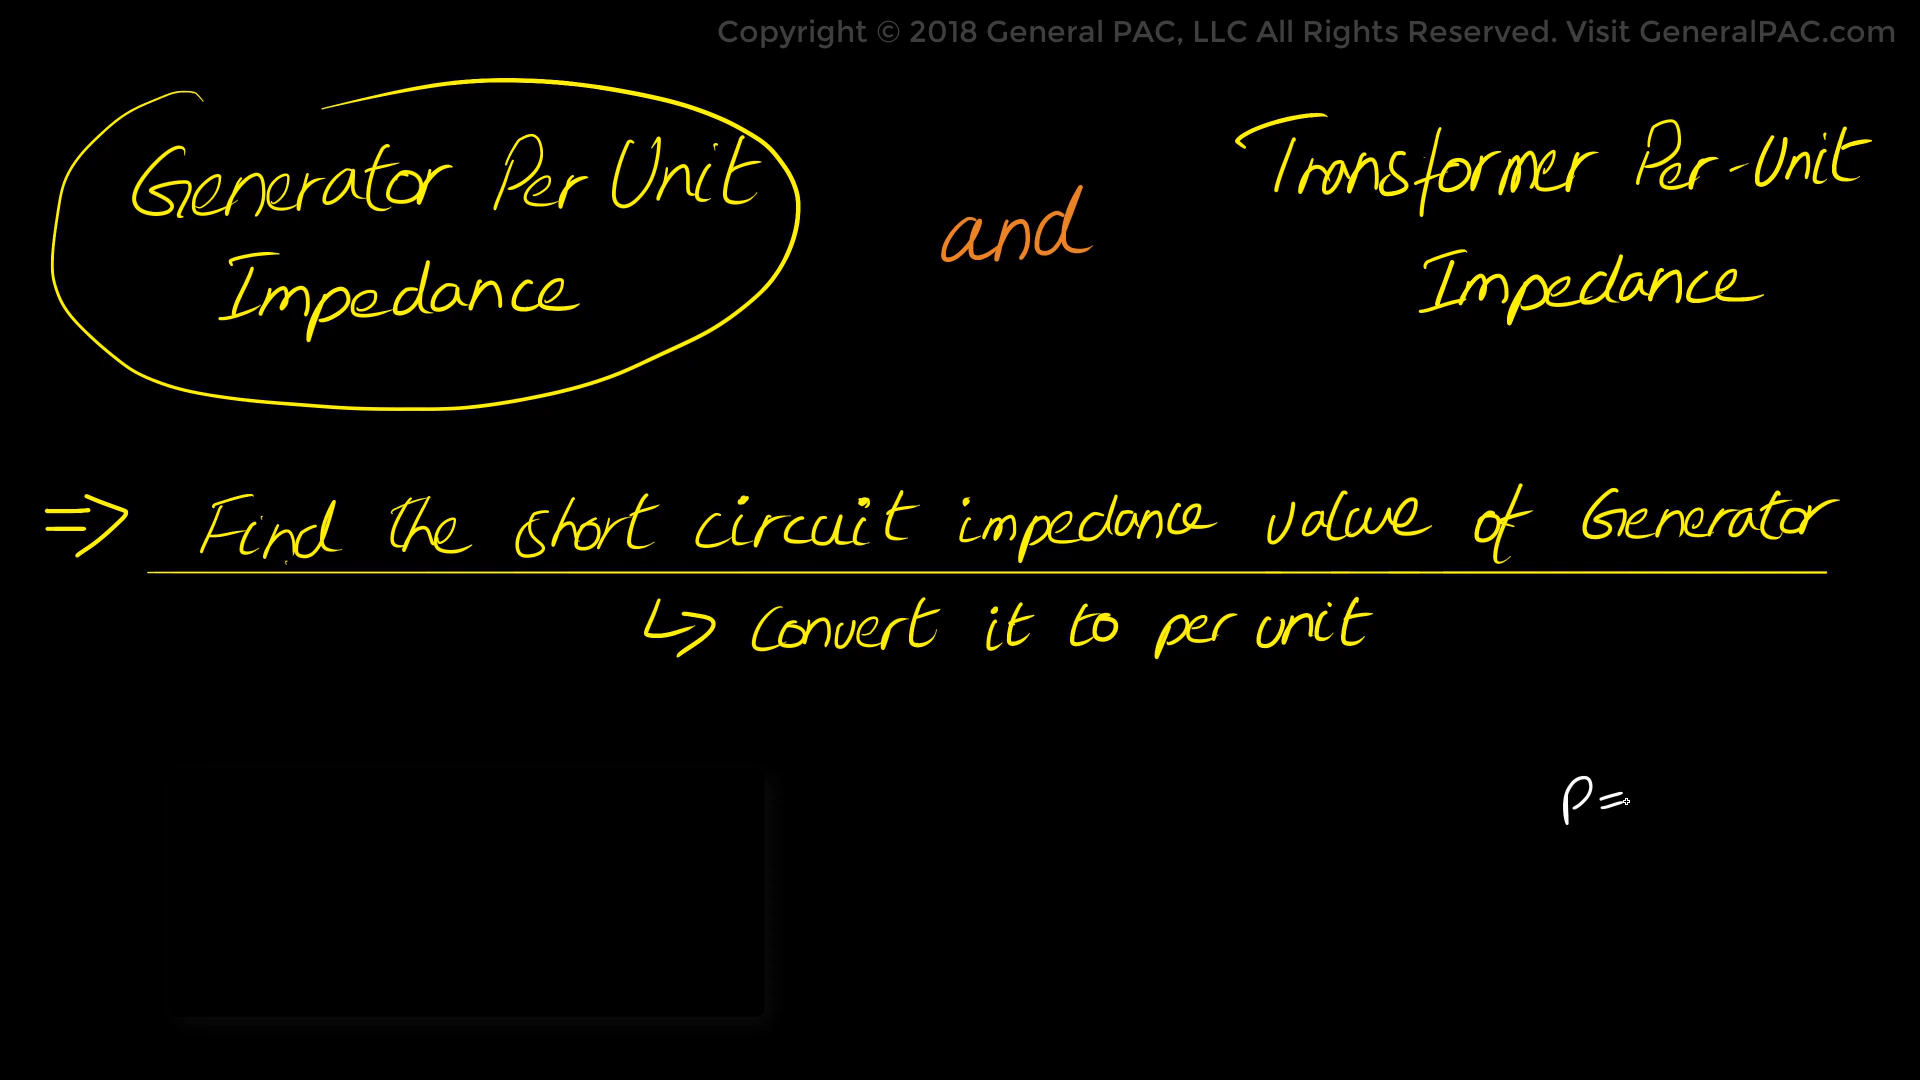 Copyright © 2018 General PAC, LLC All Rights Reserved. Visit GeneralPAC.com
Generator Per Unit
Impedance
and
Transformer Per-Unit
Impedance
=> Find the short circuit impedance value of Generator
↳ Convert it to per unit
P=